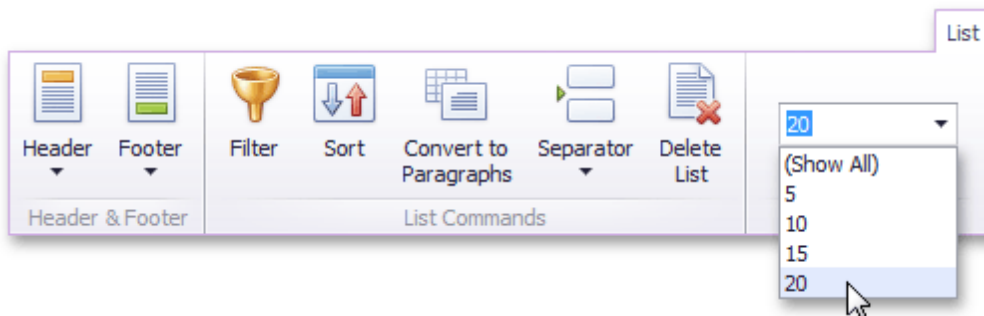 List
Header
Footer
Filter
Sort
Convert to
Paragraphs
Separator
Delete
List
Header & Footer
List Commands
20
(Show All)
5
10
15
20